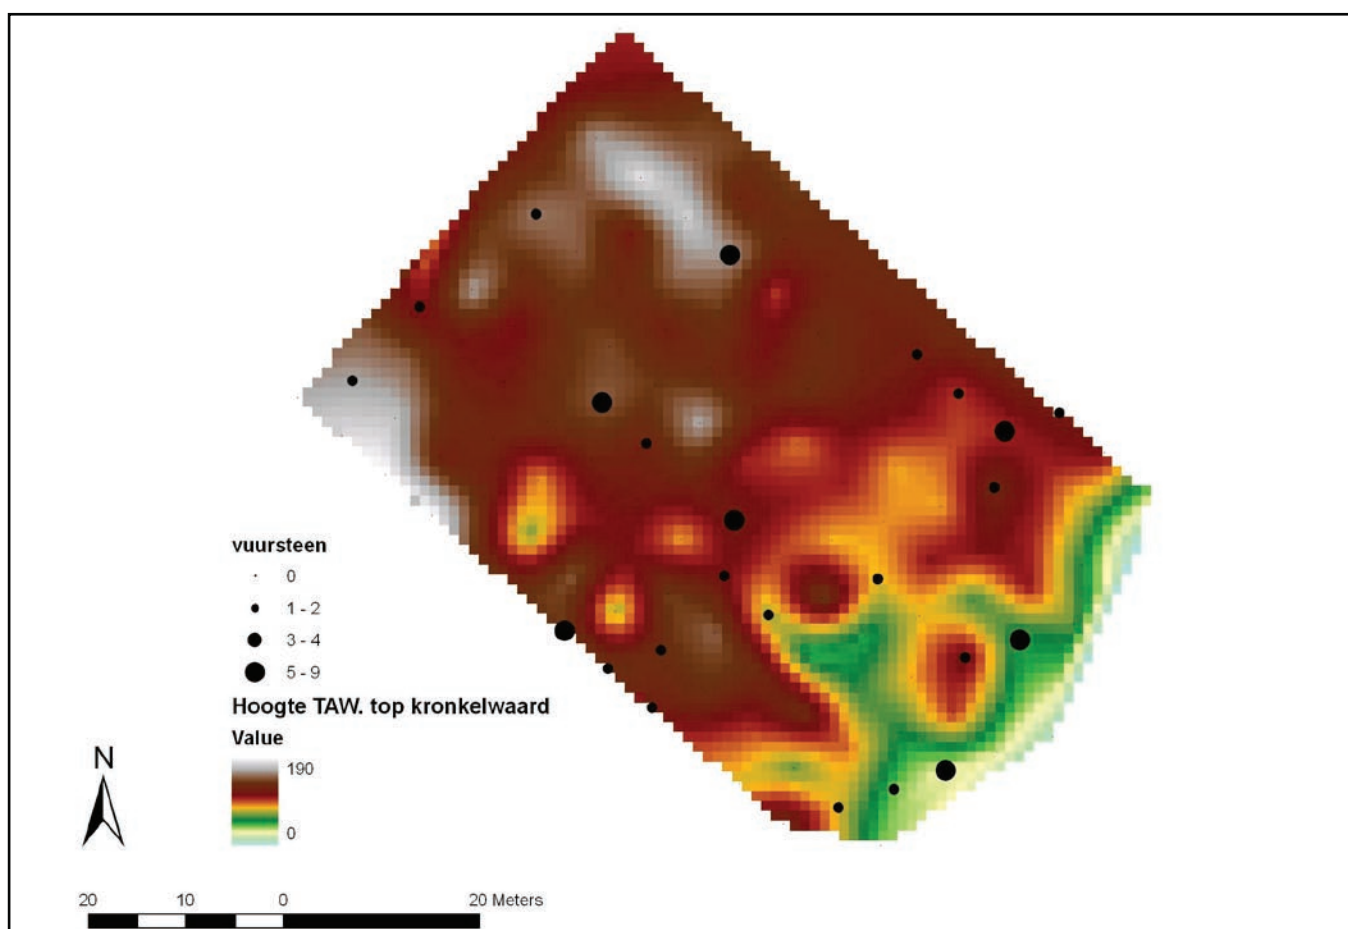 vuursteen
0
1 - 2
3 - 4
5 - 9
Hoogte TAW. top kronkelwaard
Value
190
0
N
20 10 0 20 Meters